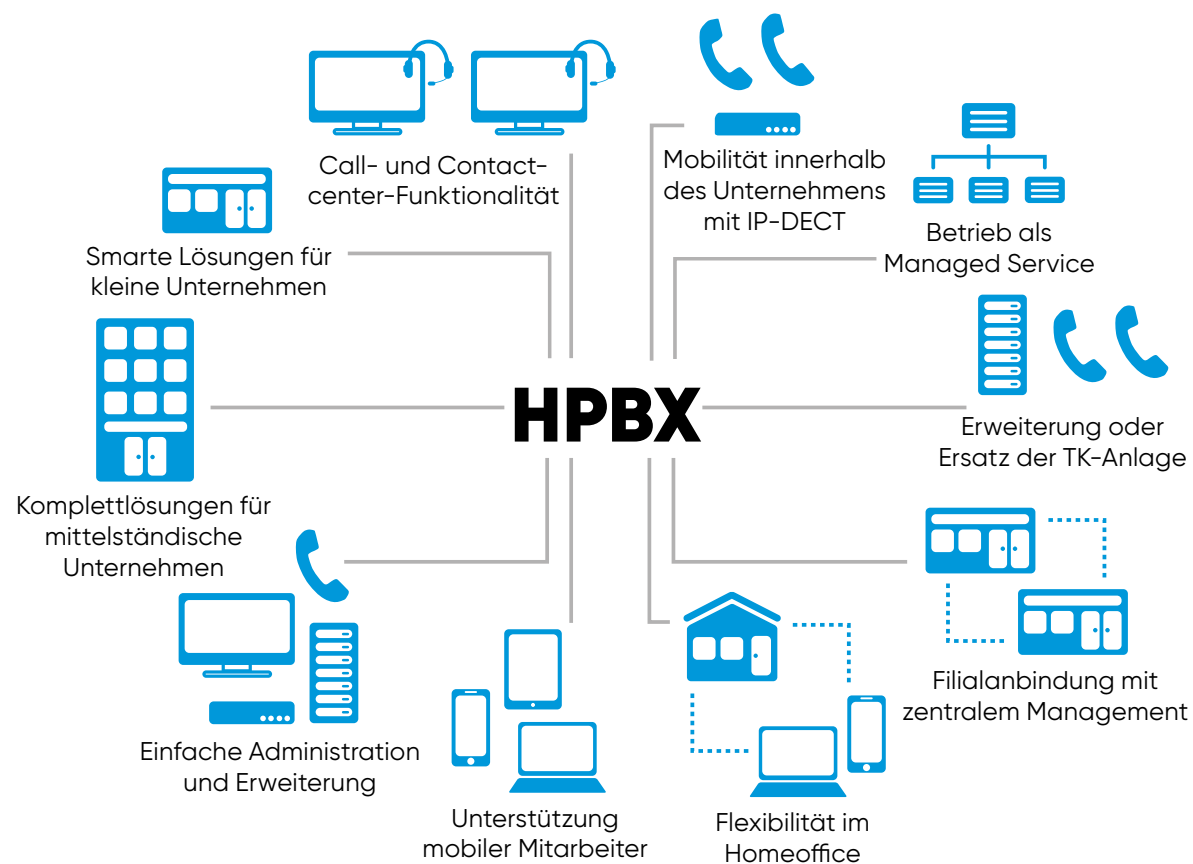 Call- und Contact-
center-Funktionalität
Mobilität innerhalb
des Unternehmens
mit IP-DECT
Betrieb als
Managed Service
Smarte Lösungen für
kleine Unternehmen
HPBX
Erweiterung oder
Ersatz der TK-Anlage
Komplettlösungen für
mittelständische
Unternehmen
Filialanbindung mit
zentralem Management
Einfache Administration
und Erweiterung
Unterstützung
mobiler Mitarbeiter
Flexibilität im
Homeoffice